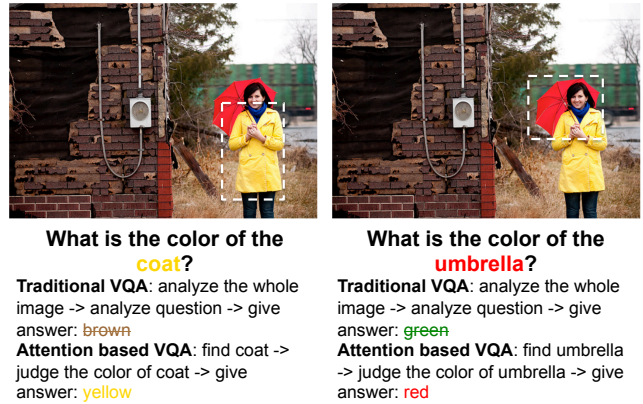 What is the color of the
coat?
Traditional VQA: analyze the whole
image -> analyze question -> give
answer: brown
Attention based VQA: find coat ->
judge the color of coat -> give
answer: yellow
What is the color of the
umbrella?
Traditional VQA: analyze the whole
image -> analyze question -> give
answer: green
Attention based VQA: find umbrella
-> judge the color of umbrella -> give
answer: red